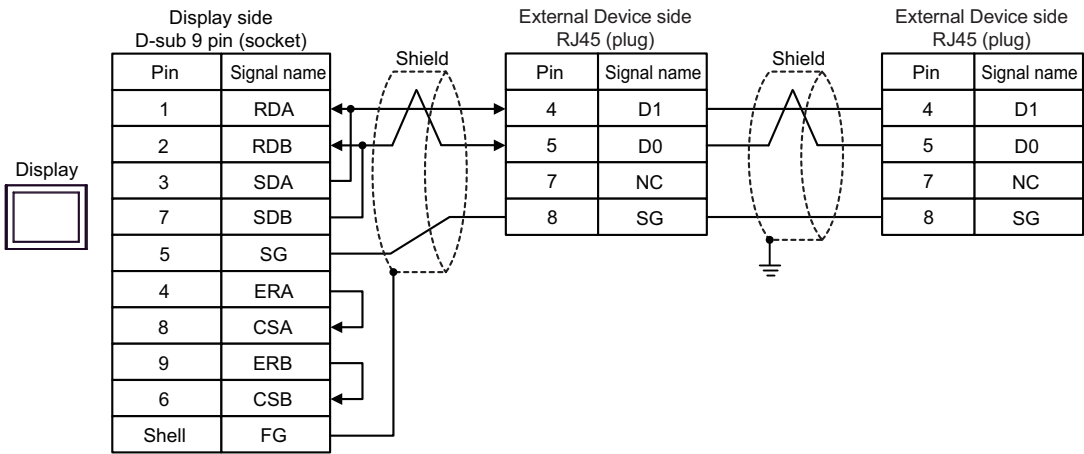 Display side
D-sub 9 pin (socket)
Pin Signal name
1 RDA
2 RDB
3 SDA
7 SDB
5 SG
4 ERA
8 CSA
9 ERB
6 CSB
Shell FG
Display
Shield
External Device side
RJ45 (plug)
Pin Signal name
4 D1
5 D0
7 NC
8 SG
Shield
External Device side
RJ45 (plug)
Pin Signal name
4 D1
5 D0
7 NC
8 SG